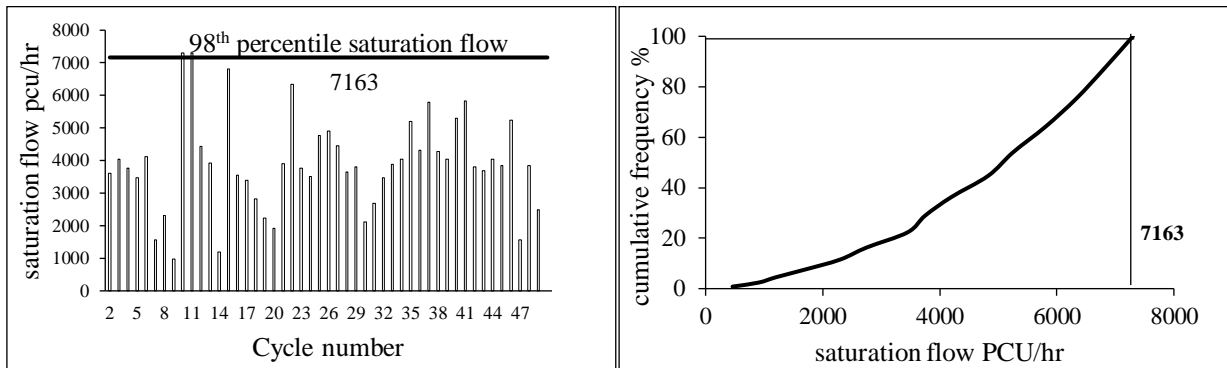 98th percentile saturation flow
7163
saturation flow pcu/hr
8000
7000
6000
5000
4000
3000
2000
1000
0
2 5 8 11 14 17 20 23 26 29 32 35 38 41 44 47
Cycle number
cumulative frequency %
100
80
60
40
20
0
7163
0 2000 4000 6000 8000
saturation flow PCU/hr